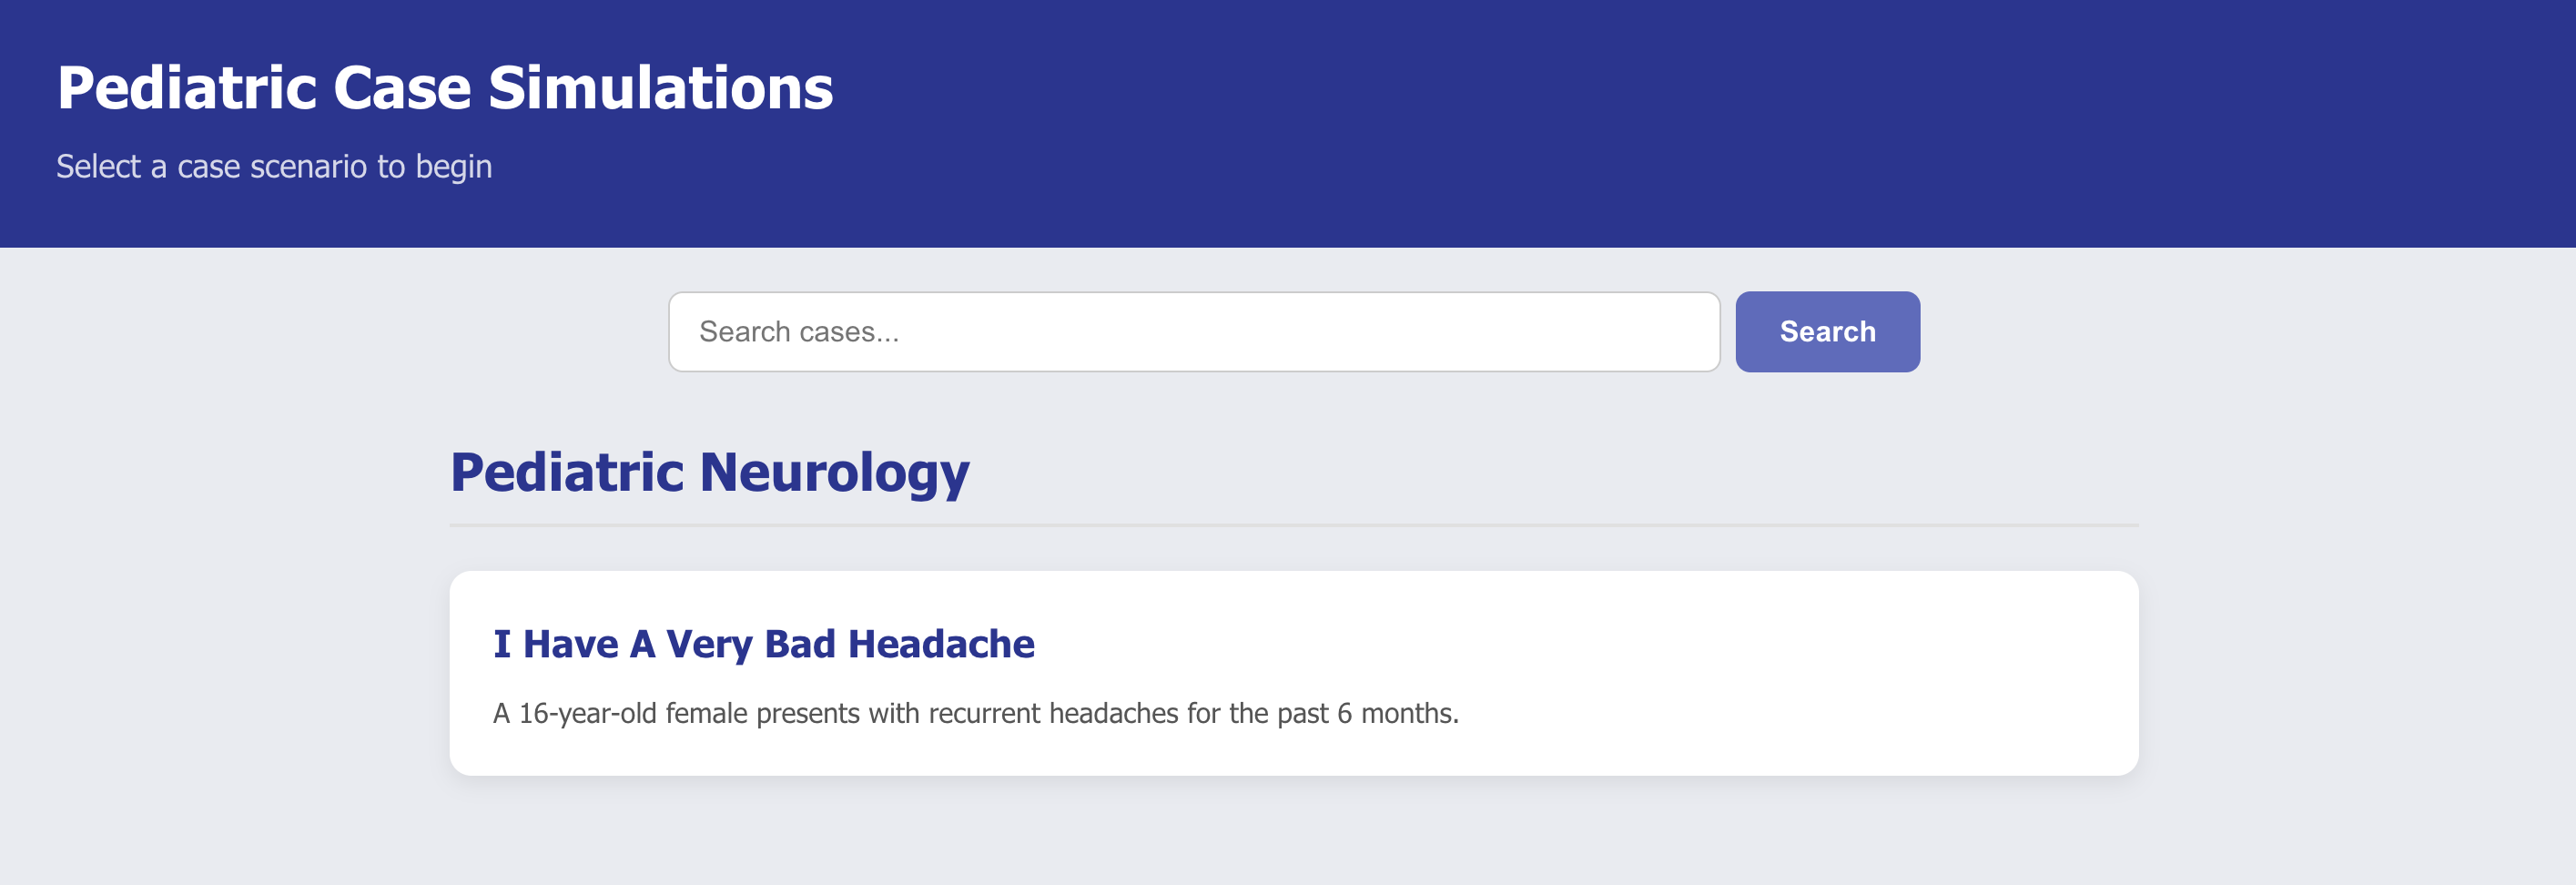 Pediatric Case Simulations
Select a case scenario to begin
Search cases...
Search
Pediatric Neurology
I Have A Very Bad Headache
A 16-year-old female presents with recurrent headaches for the past 6 months.